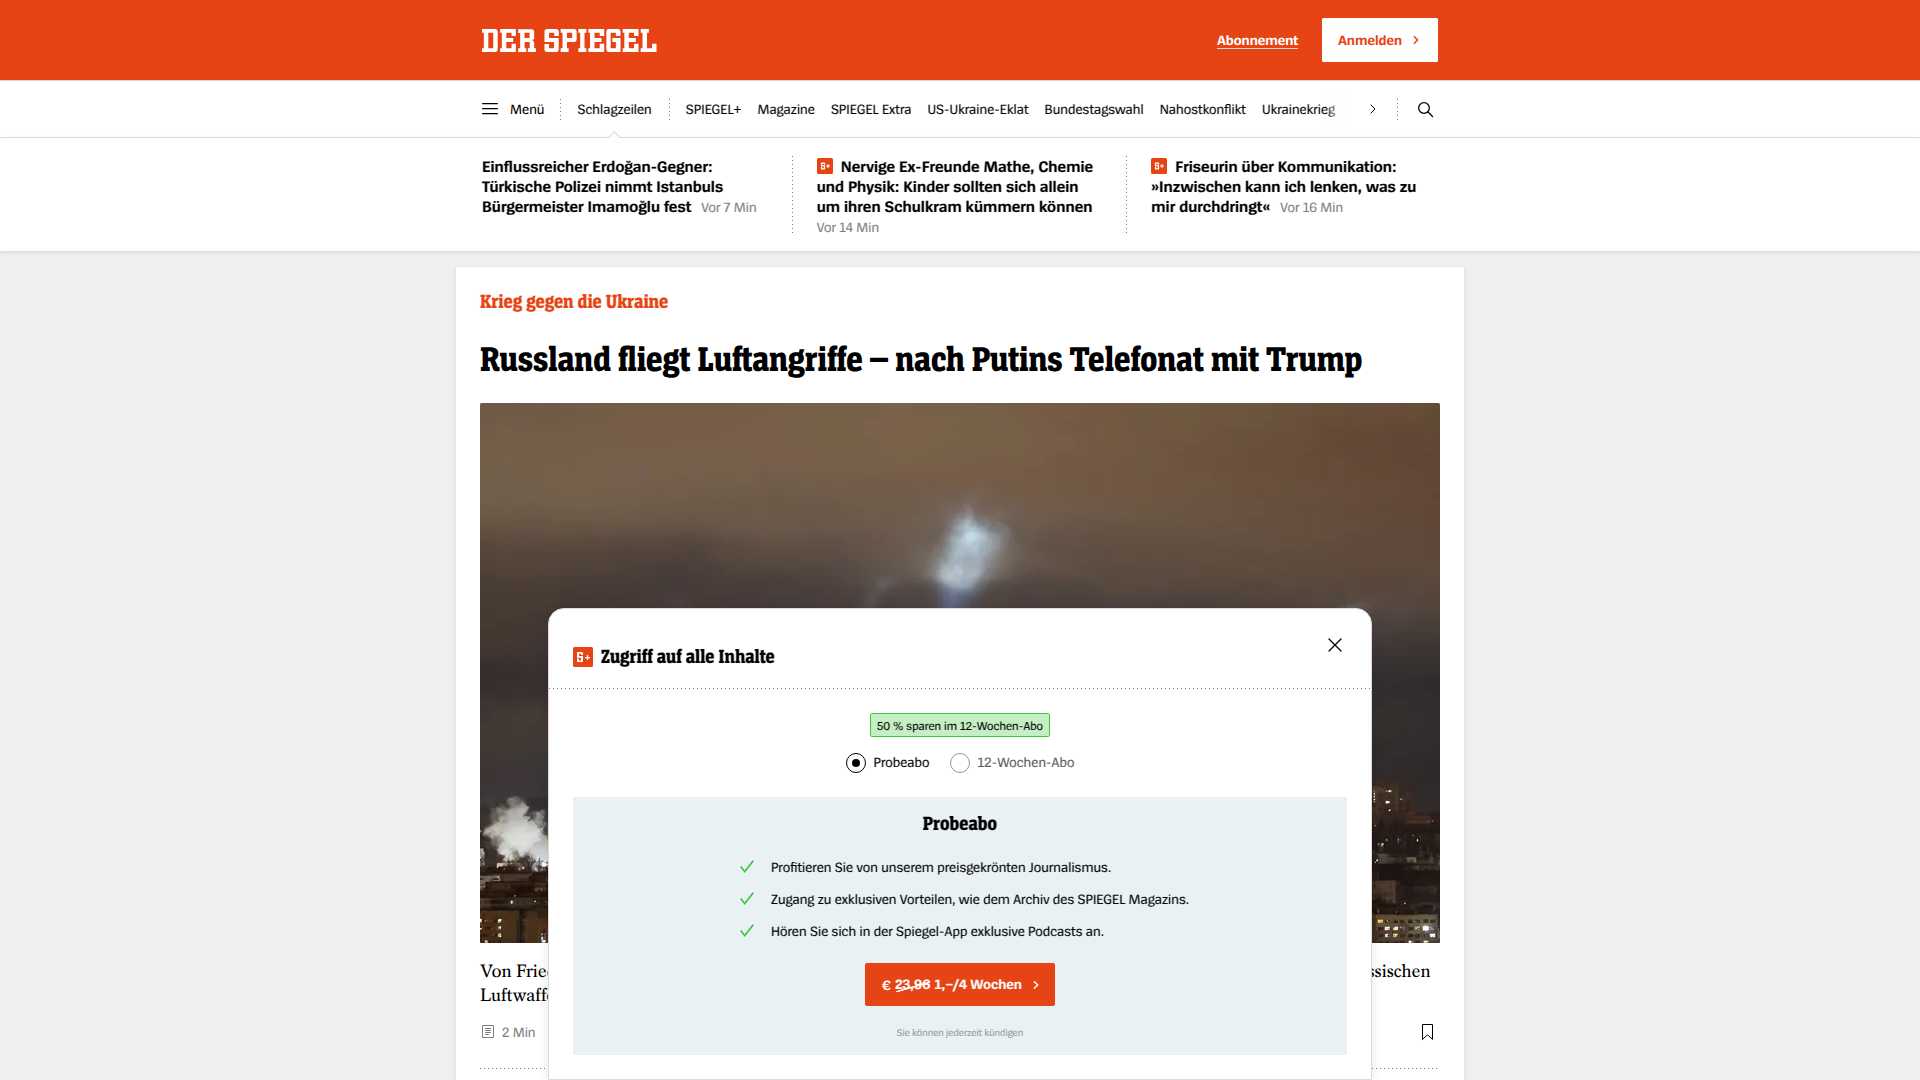 DER SPIEGEL
Abonnement
Anmelden
Menü
Schlagzeilen
SPIEGEL+
Magazine
SPIEGEL Extra
US-Ukraine-Eklat
Bundestagswahl
Nahostkonflikt
Ukrainekrieg
Einflussreicher Erdoğan-Gegner:
Türkische Polizei nimmt Istanbuls
Bürgermeister Imamoğlu fest Vor 7 Min
Nervige Ex-Freunde Mathe, Chemie
und Physik: Kinder sollten sich allein
um ihren Schulkram kümmern können
Vor 14 Min
Friseurin über Kommunikation:
»Inzwischen kann ich lenken, was zu
mir durchdringt« Vor 16 Min
Krieg gegen die Ukraine
Russland fliegt Luftangriffe – nach Putins Telefonat mit Trump
Zugriff auf alle Inhalte
50 % sparen im 12-Wochen-Abo
Probeabo
12-Wochen-Abo
Probeabo
Profitieren Sie von unserem preisgekrönten Journalismus.
Zugang zu exklusiven Vorteilen, wie dem Archiv des SPIEGEL Magazins.
Hören Sie sich in der Spiegel-App exklusive Podcasts an.
€ 23,96 1,–/4 Wochen
Sie können jederzeit kündigen
Von
2 Min